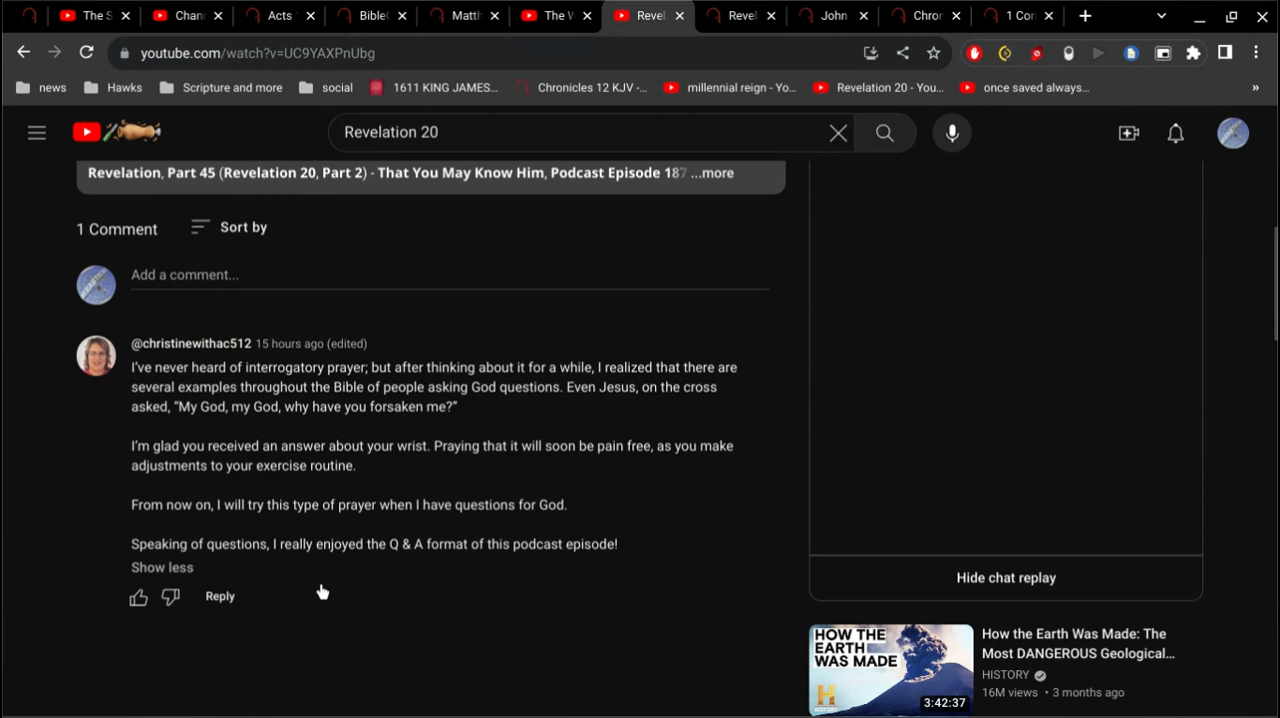 The S
Chan
Acts
Bible(
Matt
The W
Revel
Revel
John
Chron
1 Cor
youtube.com/watch?v=UC9YAXPnUbg
news
Hawks
Scripture and more
social
1611 KING JAMES...
Chronicles 12 KJV -...
millennial reign - Yo...
Revelation 20 - You...
once saved always...
»
Revelation 20
Revelation, Part 45 (Revelation 20, Part 2) - That You May Know Him, Podcast Episode 187 ...more
1 Comment
Sort by
Add a comment...
@christinewithac512 15 hours ago (edited)
I've never heard of interrogatory prayer; but after thinking about it for a while, I realized that there are
several examples throughout the Bible of people asking God questions. Even Jesus, on the cross
asked, “My God, my God, why have you forsaken me?”
I'm glad you received an answer about your wrist. Praying that it will soon be pain free, as you make
adjustments to your exercise routine.
From now on, I will try this type of prayer when I have questions for God.
Speaking of questions, I really enjoyed the Q & A format of this podcast episode!
Show less
Reply
Hide chat replay
HOW THE
EARTH
WAS MADE
H
3:42:37
How the Earth Was Made: The
Most DANGEROUS Geological...
HISTORY
16M views • 3 months ago